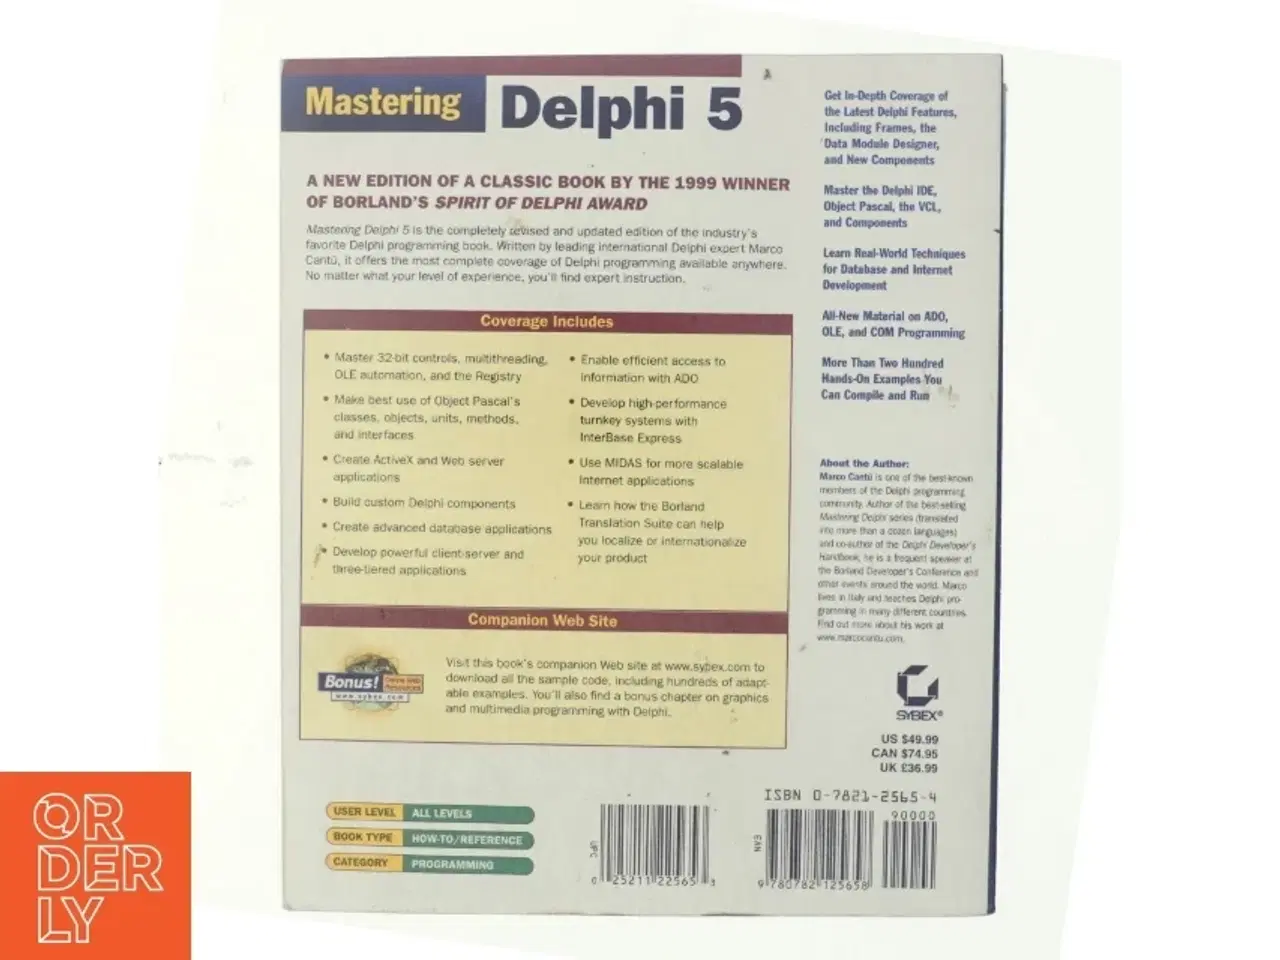 Mastering Delphi 5
A NEW EDITION OF A CLASSIC BOOK BY THE 1999 WINNER
OF BORLAND'S SPIRIT OF DELPHI AWARD
Mastering Delphi 5 is the completely revised and updated edition of the industry's
favorite Delphi programming book. Written by leading international Delphi expert Marco
Cantù, it offers the most complete coverage of Delphi programming available anywhere.
No matter what your level of experience, you'll find expert instruction.
Coverage Includes
• Master 32-bit controls, multithreading,
OLE automation, and the Registry
• Make best use of Object Pascal's
classes, objects, units, methods,
and interfaces
• Create ActiveX and Web server
applications
• Build custom Delphi components
• Create advanced database applications
• Develop powerful client-server and
three-tiered applications
• Enable efficient access to
information with ADO
• Develop high-performance
turnkey systems with
InterBase Express
• Use MIDAS for more scalable
Internet applications
• Learn how the Borland
Translation Suite can help
you localize or internationalize
your product
Companion Web Site
Bonus!
Online Web
Resources
www.sybex.com
Visit this book's companion Web site at www.sybex.com to
download all the sample code, including hundreds of adapt-
able examples. You'll also find a bonus chapter on graphics
and multimedia programming with Delphi.
Get In-Depth Coverage of
the Latest Delphi Features,
Including Frames, the
Data Module Designer,
and New Components
Master the Delphi IDE,
Object Pascal, the VCL,
and Components
Learn Real-World Techniques
for Database and Internet
Development
All-New Material on ADO,
OLE, and COM Programming
More Than Two Hundred
Hands-On Examples You
Can Compile and Run
About the Author:
Marco Cantù is one of the best-known
members of the Delphi programming
community. Author of the best-selling
Mastering Delphi series (translated
into more than a dozen languages)
and co-author of the Delphi Developer's
Handbook, he is a frequent speaker at
the Borland Developer's Conference and
other events around the world. Marco
lives in Italy and teaches Delphi pro-
gramming in many different countries.
Find out more about his work at
www.marcocantu.com.
SYBEX®
US $49.99
CAN $74.95
UK £36.99
USER LEVEL ALL LEVELS
BOOK TYPE HOW-TO/REFERENCE
CATEGORY PROGRAMMING
UPC
0 25211 22565 3
ISBN 0-7821-2565-4
90000
EAN
9 780782 125658
ORDERLY